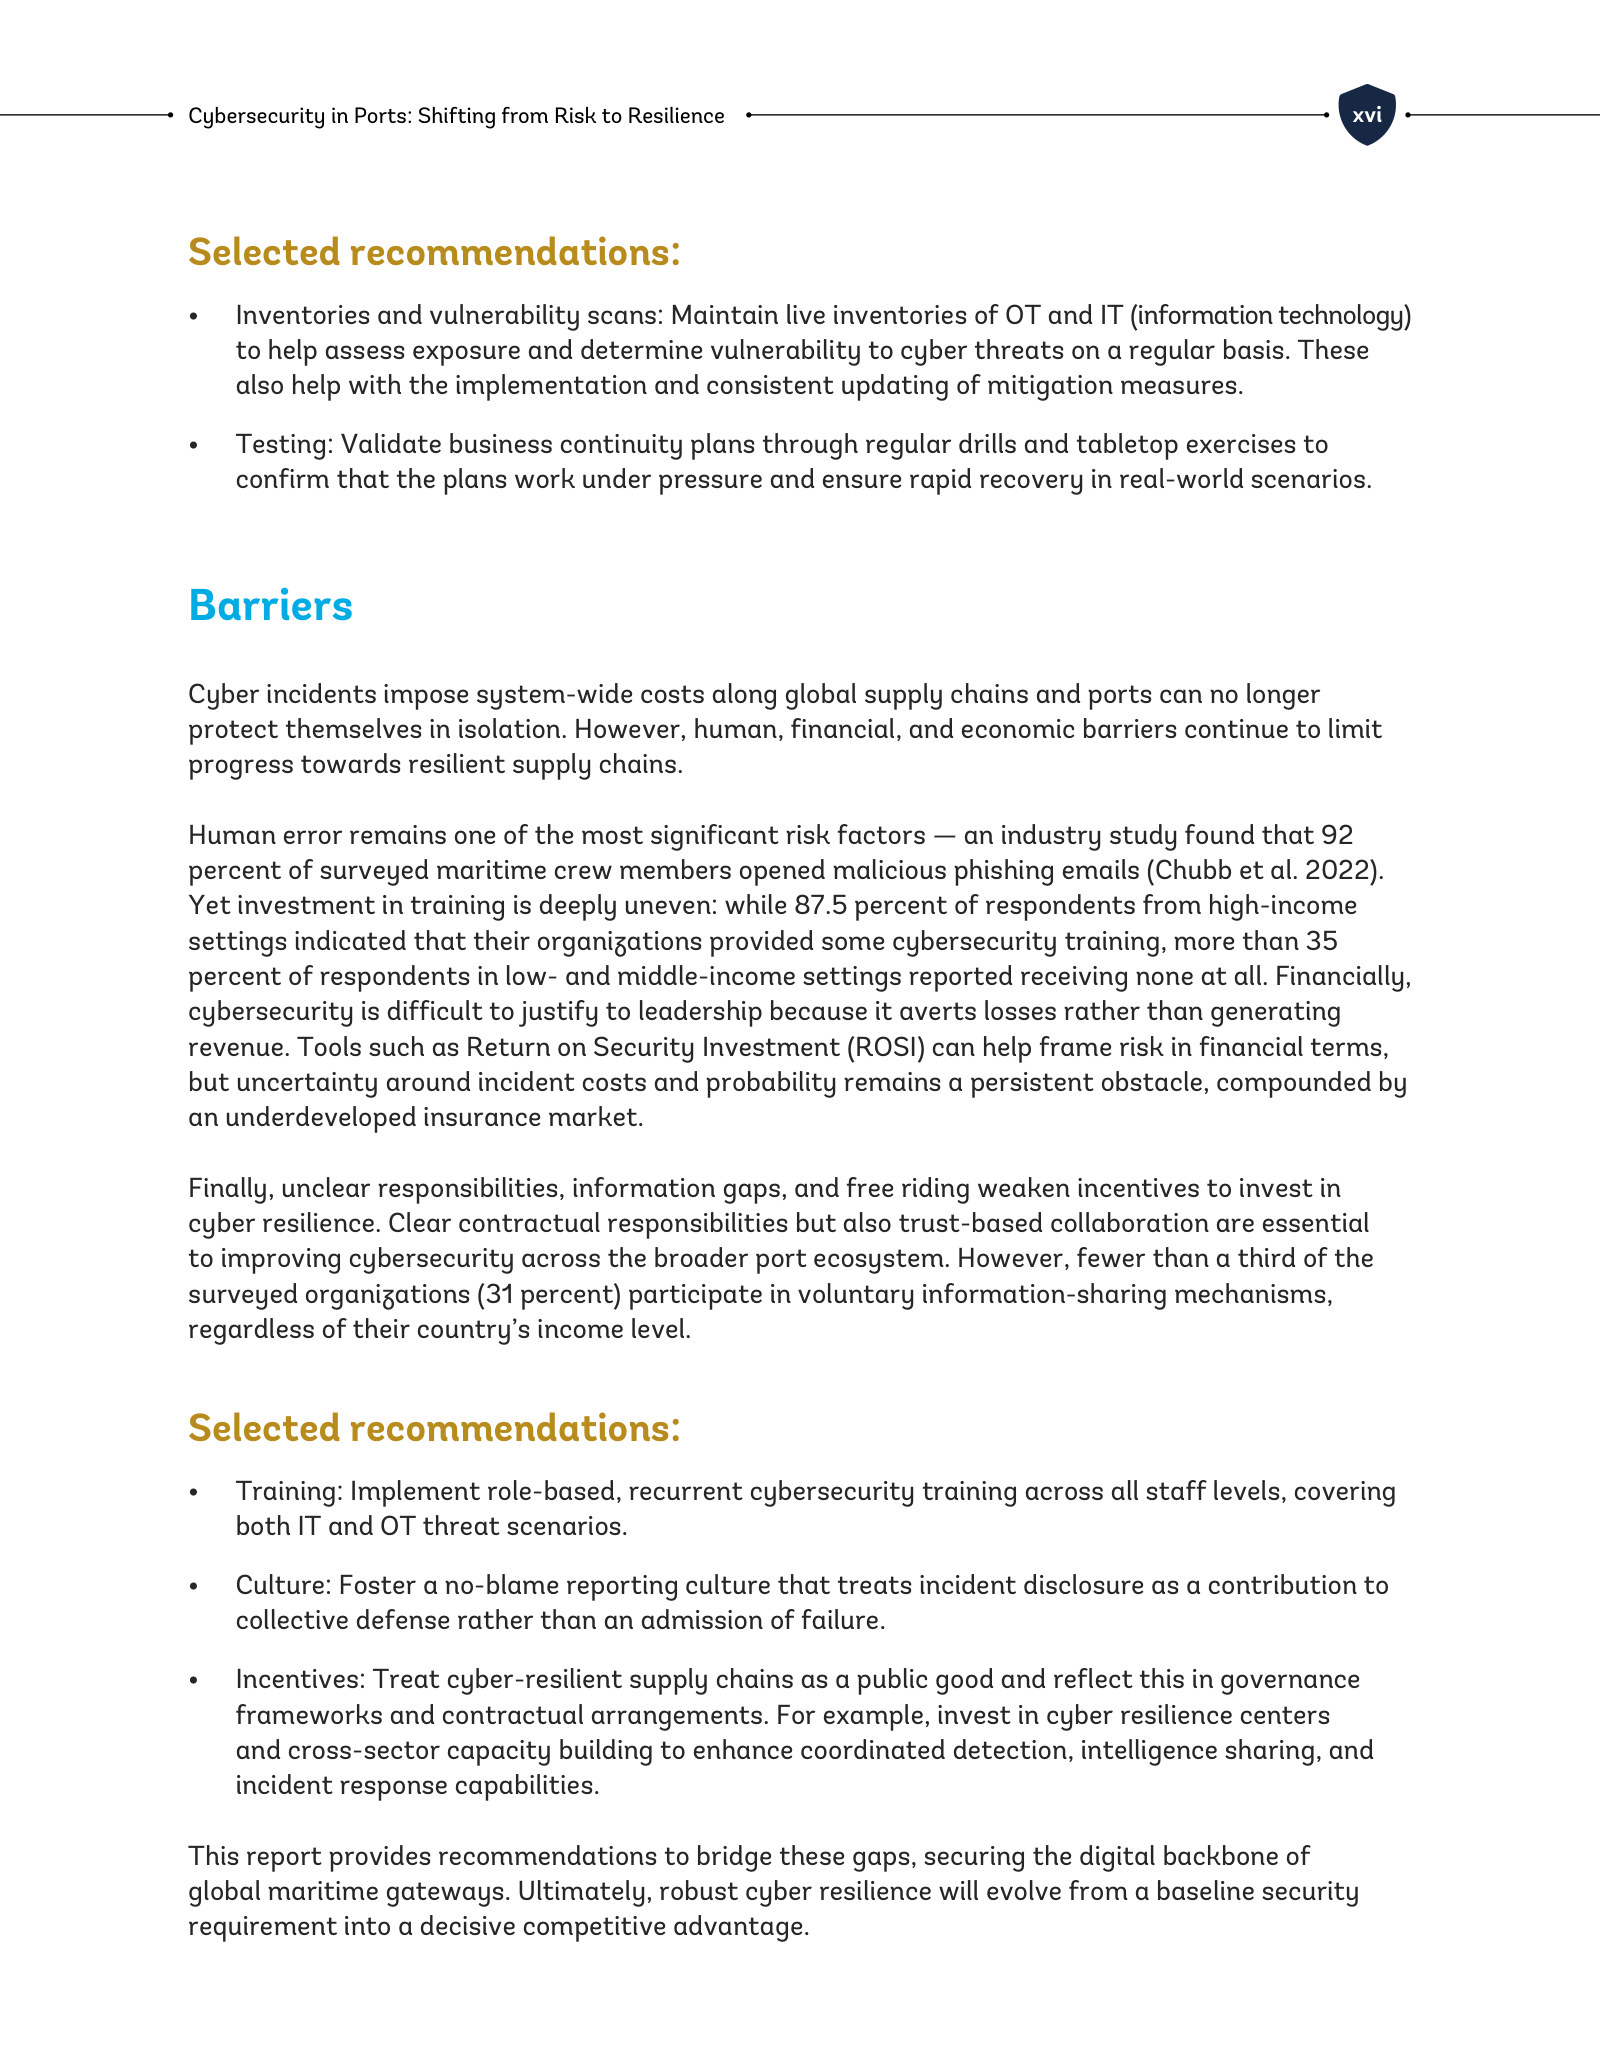 Cybersecurity in Ports: Shifting from Risk to Resilience
xvi
Selected recommendations:
• Inventories and vulnerability scans: Maintain live inventories of OT and IT (information technology)
to help assess exposure and determine vulnerability to cyber threats on a regular basis. These
also help with the implementation and consistent updating of mitigation measures.
• Testing: Validate business continuity plans through regular drills and tabletop exercises to
confirm that the plans work under pressure and ensure rapid recovery in real-world scenarios.
Barriers
Cyber incidents impose system-wide costs along global supply chains and ports can no longer
protect themselves in isolation. However, human, financial, and economic barriers continue to limit
progress towards resilient supply chains.
Human error remains one of the most significant risk factors — an industry study found that 92
percent of surveyed maritime crew members opened malicious phishing emails (Chubb et al. 2022).
Yet investment in training is deeply uneven: while 87.5 percent of respondents from high-income
settings indicated that their organizations provided some cybersecurity training, more than 35
percent of respondents in low- and middle-income settings reported receiving none at all. Financially,
cybersecurity is difficult to justify to leadership because it averts losses rather than generating
revenue. Tools such as Return on Security Investment (ROSI) can help frame risk in financial terms,
but uncertainty around incident costs and probability remains a persistent obstacle, compounded by
an underdeveloped insurance market.
Finally, unclear responsibilities, information gaps, and free riding weaken incentives to invest in
cyber resilience. Clear contractual responsibilities but also trust-based collaboration are essential
to improving cybersecurity across the broader port ecosystem. However, fewer than a third of the
surveyed organizations (31 percent) participate in voluntary information-sharing mechanisms,
regardless of their country’s income level.
Selected recommendations:
• Training: Implement role-based, recurrent cybersecurity training across all staff levels, covering
both IT and OT threat scenarios.
• Culture: Foster a no-blame reporting culture that treats incident disclosure as a contribution to
collective defense rather than an admission of failure.
• Incentives: Treat cyber-resilient supply chains as a public good and reflect this in governance
frameworks and contractual arrangements. For example, invest in cyber resilience centers
and cross-sector capacity building to enhance coordinated detection, intelligence sharing, and
incident response capabilities.
This report provides recommendations to bridge these gaps, securing the digital backbone of
global maritime gateways. Ultimately, robust cyber resilience will evolve from a baseline security
requirement into a decisive competitive advantage.